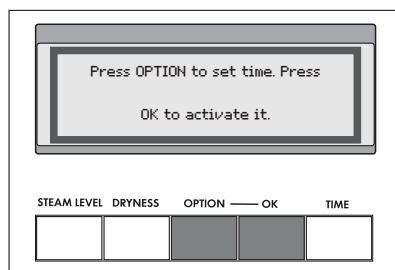 Press OPTION to set time. Press
OK to activate it.
STEAM LEVEL DRYNESS OPTION OK TIME